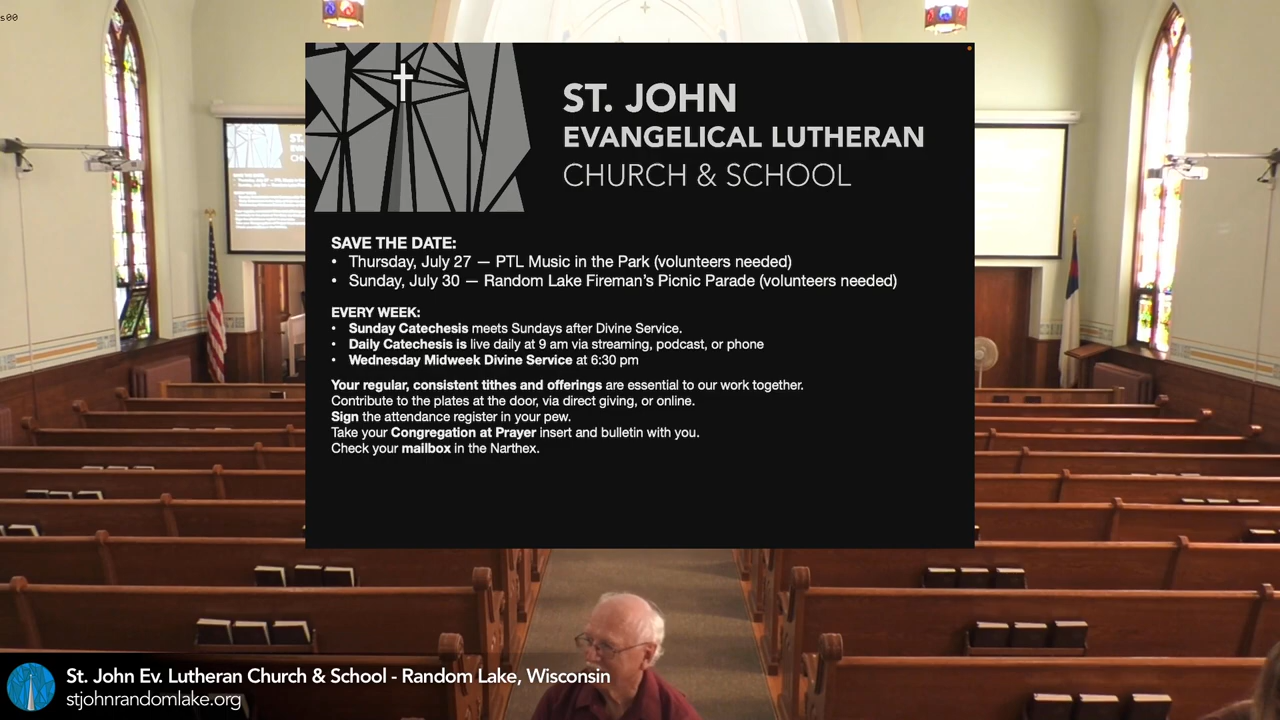 s00
ST. JOHN
EVANGELICAL LUTHERAN
CHURCH & SCHOOL
SAVE THE DATE:
• Thursday, July 27 — PTL Music in the Park (volunteers needed)
• Sunday, July 30 — Random Lake Fireman's Picnic Parade (volunteers needed)
EVERY WEEK:
• Sunday Catechesis meets Sundays after Divine Service.
• Daily Catechesis is live daily at 9 am via streaming, podcast, or phone
• Wednesday Midweek Divine Service at 6:30 pm
Your regular, consistent tithes and offerings are essential to our work together.
Contribute to the plates at the door, via direct giving, or online.
Sign the attendance register in your pew.
Take your Congregation at Prayer insert and bulletin with you.
Check your mailbox in the Narthex.
St. John Ev. Lutheran Church & School - Random Lake, Wisconsin
stjohnrandomlake.org